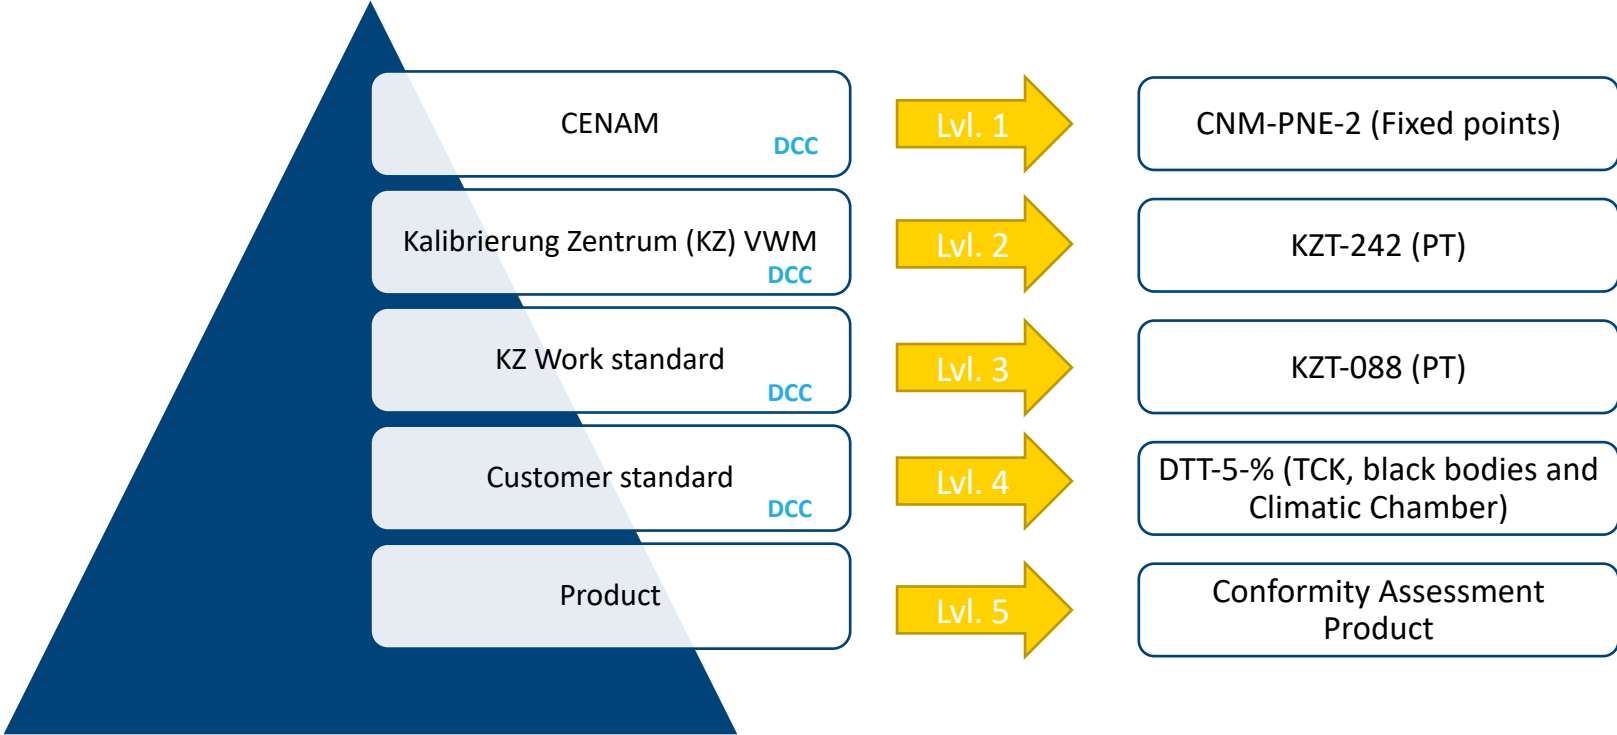 CENAM
DCC
Lvl. 1
CNM-PNE-2 (Fixed points)
Kalibrierung Zentrum (KZ) VWM
DCC
Lvl. 2
KZT-242 (PT)
KZ Work standard
DCC
Lvl. 3
KZT-088 (PT)
Customer standard
DCC
Lvl. 4
DTT-5-% (TCK, black bodies and
Climatic Chamber)
Product
Lvl. 5
Conformity Assessment
Product